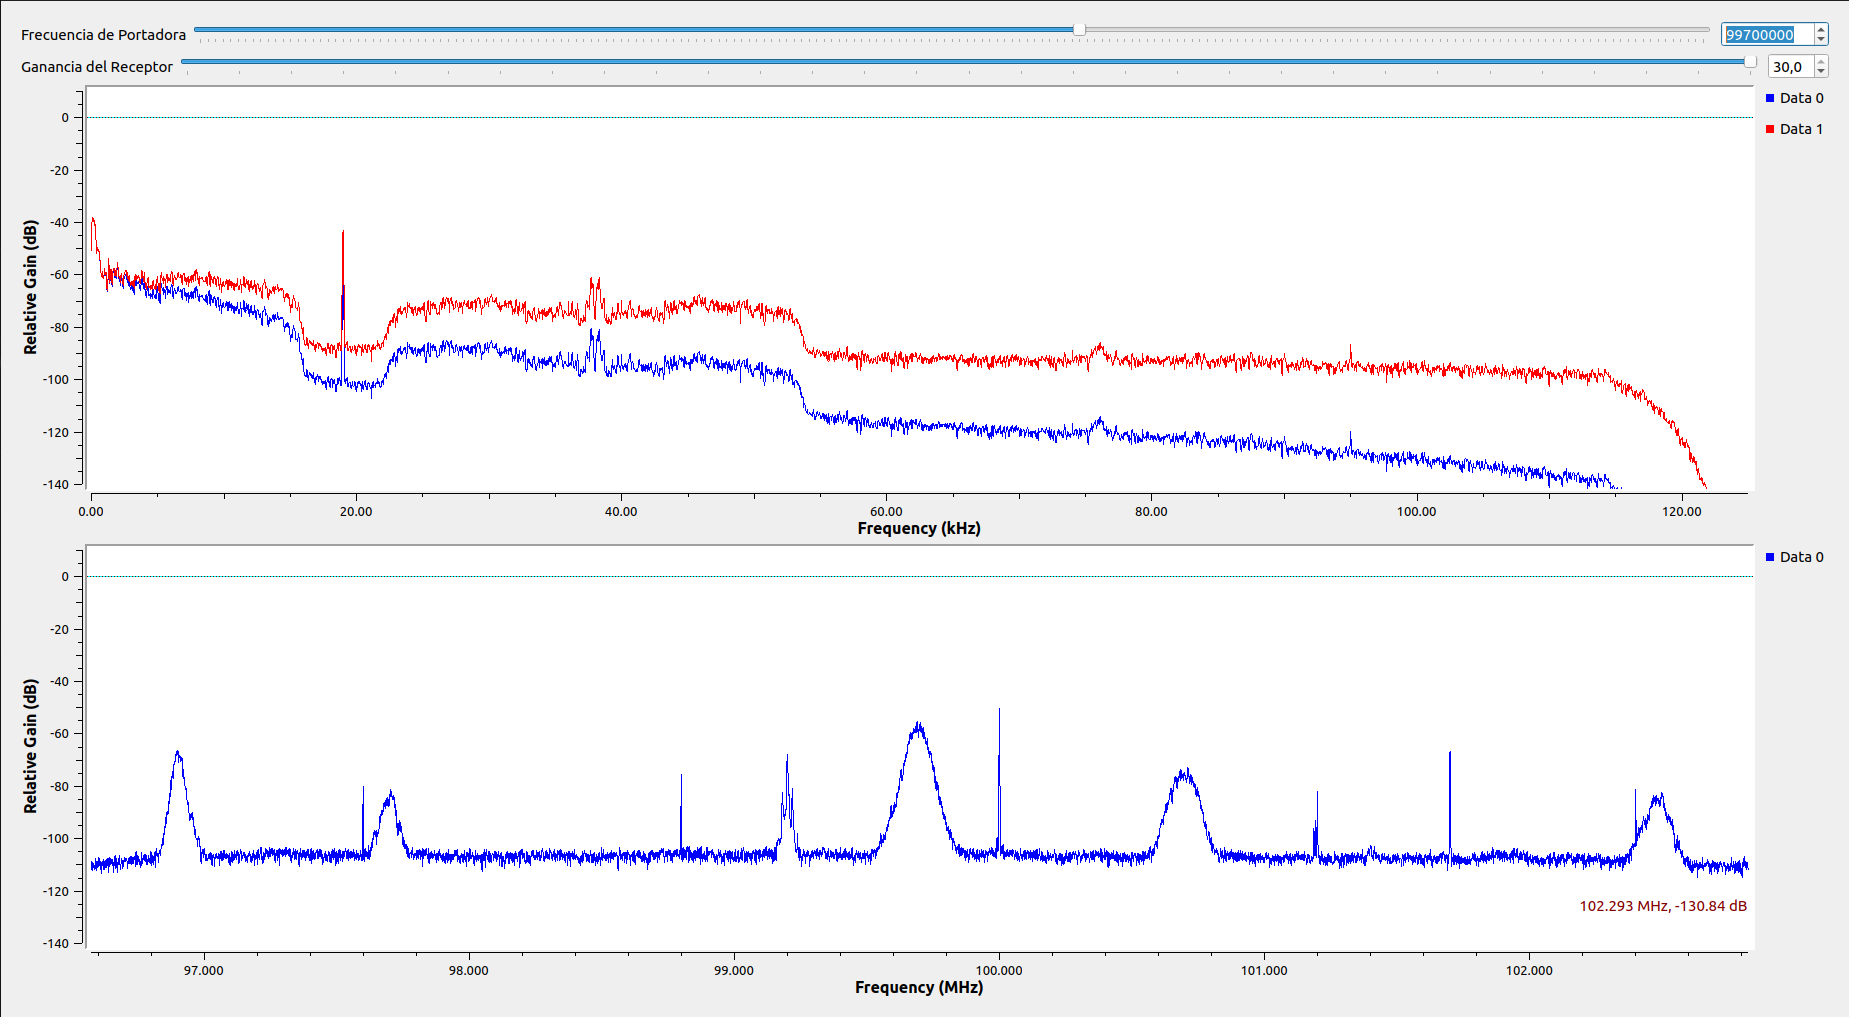 Frecuencia de Portadora 99700000
Ganancia del Receptor 30,0
Data 0
Data 1
Relative Gain (dB)
0
-20
-40
-60
-80
-100
-120
-140
0.00 20.00 40.00 60.00 80.00 100.00 120.00
Frequency (kHz)
Data 0
Relative Gain (dB)
0
-20
-40
-60
-80
-100
-120
-140
102.293 MHz, -130.84 dB
97.000 98.000 99.000 100.000 101.000 102.000
Frequency (MHz)